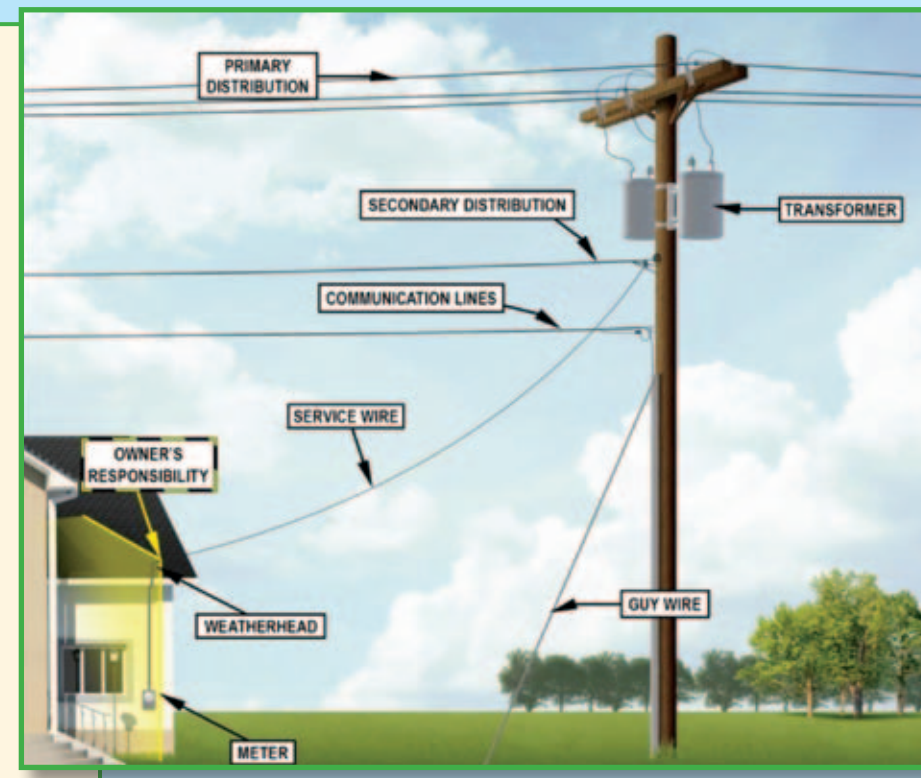 PRIMARY
DISTRIBUTION
SECONDARY DISTRIBUTION
TRANSFORMER
COMMUNICATION LINES
SERVICE WIRE
OWNER'S
RESPONSIBILITY
WEATHERHEAD
GUY WIRE
METER